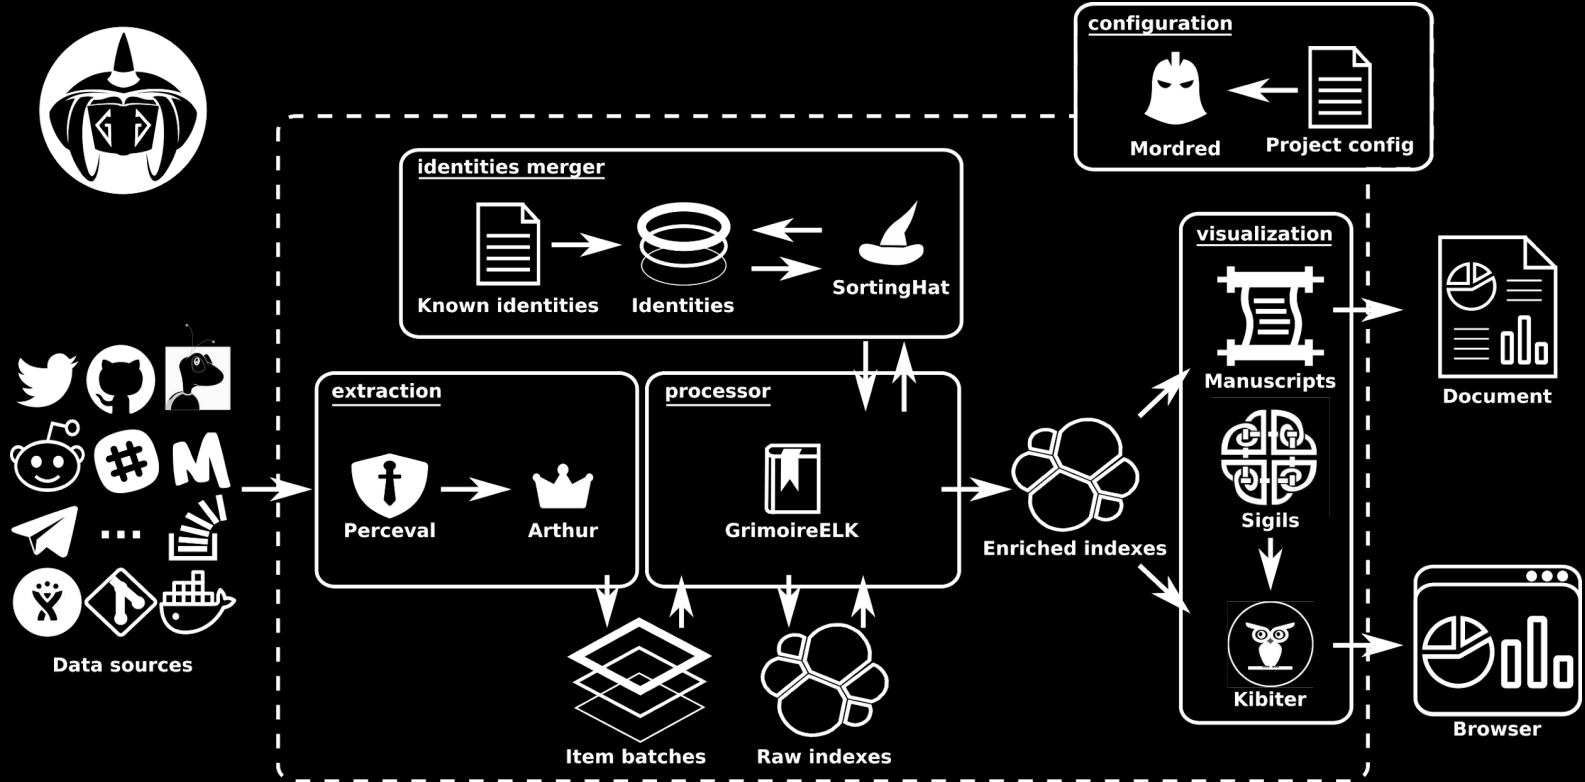 configuration
Mordred
Project config
identities merger
Known identities
Identities
SortingHat
visualization
Manuscripts
Sigils
Kibiter
Document
extraction
Perceval
Arthur
processor
GrimoireELK
Enriched indexes
Data sources
...
Item batches
Raw indexes
Browser